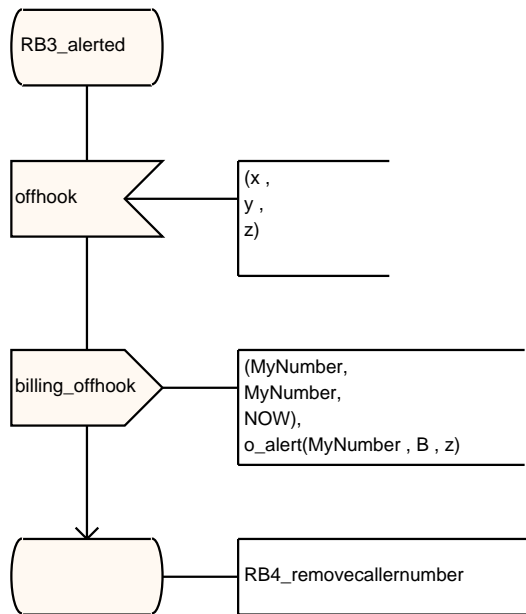 RB3_alerted
offhook
(x ,
y ,
z)
billing_offhook
(MyNumber,
MyNumber,
NOW),
o_alert(MyNumber , B , z)
RB4_removecallernumber